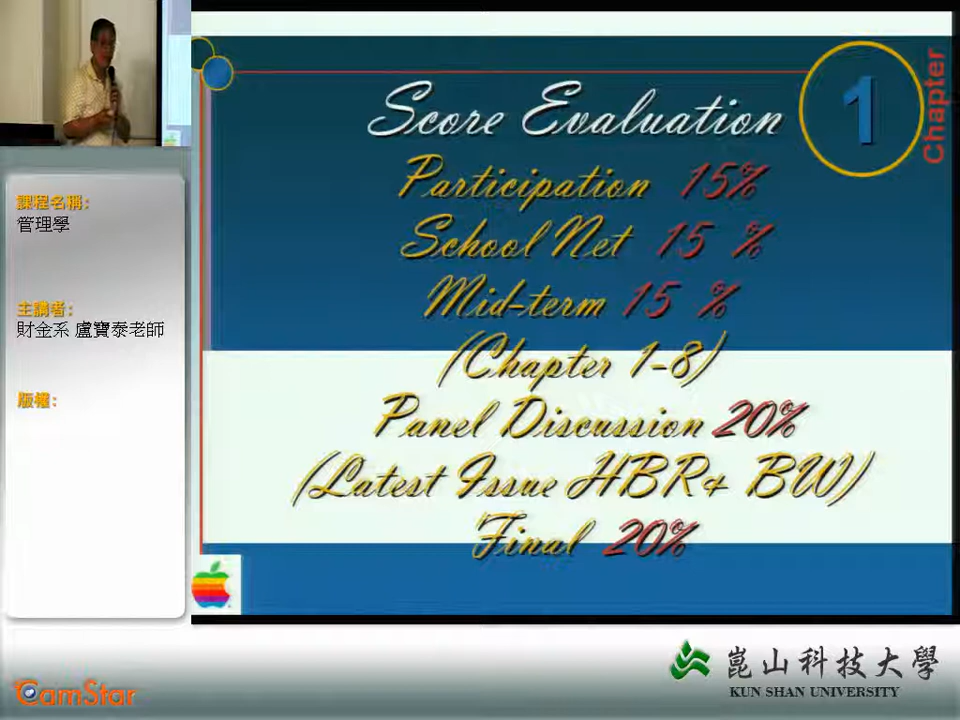 課程名稱:
管理學
主講者:
財金系 盧寶泰老師
版權:
CamStar
Score Evaluation
Participation 15%
School Net 15 %
Mid-term 15 %
(Chapter 1-8)
Panel Discussion 20%
(Latest Issue HBR& BW)
Final 20%
1
Chapter
崑山科技大學
KUN SHAN UNIVERSITY